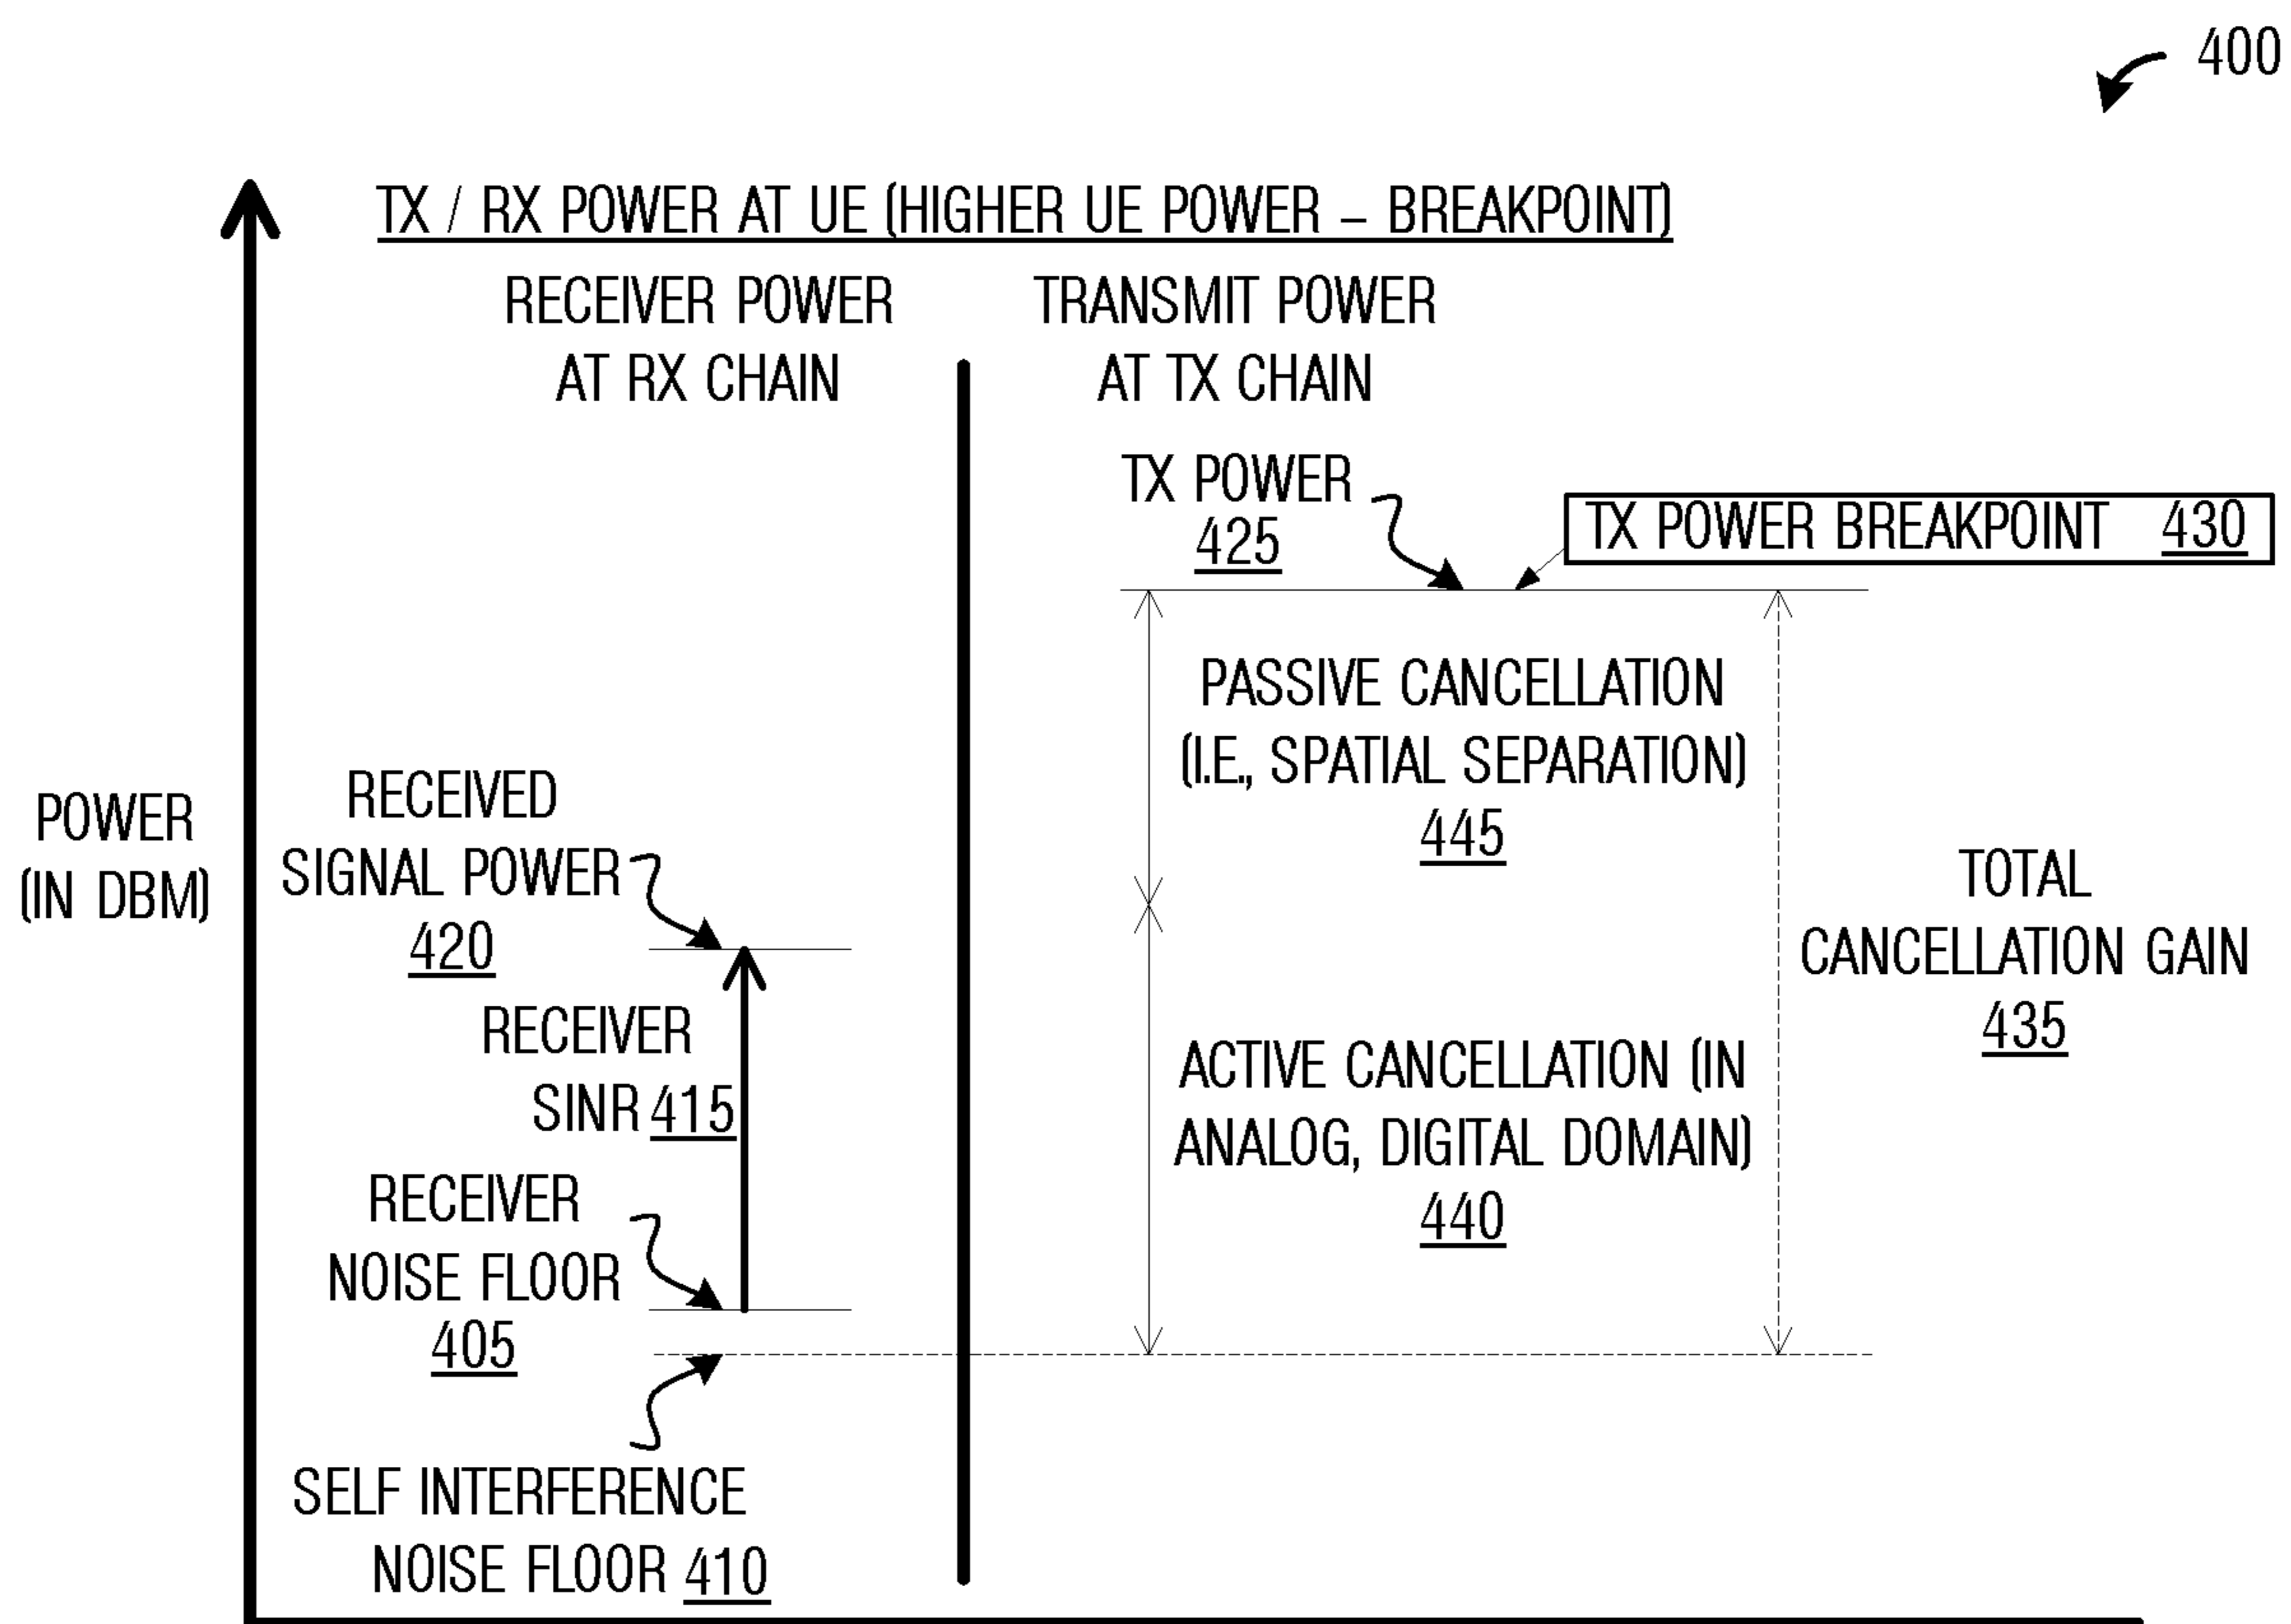 400
TX / RX POWER AT UE (HIGHER UE POWER – BREAKPOINT)
RECEIVER POWER
AT RX CHAIN
TRANSMIT POWER
AT TX CHAIN
TX POWER
425
TX POWER BREAKPOINT 430
PASSIVE CANCELLATION
(I.E., SPATIAL SEPARATION)
445
POWER
(IN DBM)
RECEIVED
SIGNAL POWER
420
TOTAL
CANCELLATION GAIN
435
RECEIVER
SINR 415
ACTIVE CANCELLATION (IN
ANALOG, DIGITAL DOMAIN)
440
RECEIVER
NOISE FLOOR
405
SELF INTERFERENCE
NOISE FLOOR 410